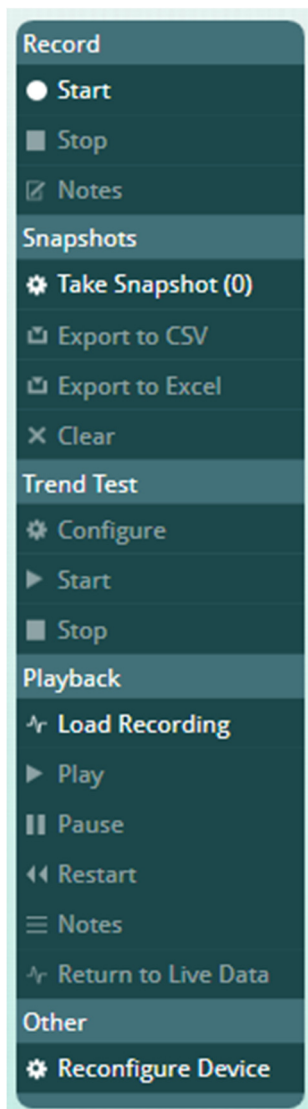 Record
Start
Stop
Notes
Snapshots
Take Snapshot (0)
Export to CSV
Export to Excel
Clear
Trend Test
Configure
Start
Stop
Playback
Load Recording
Play
Pause
Restart
Notes
Return to Live Data
Other
Reconfigure Device